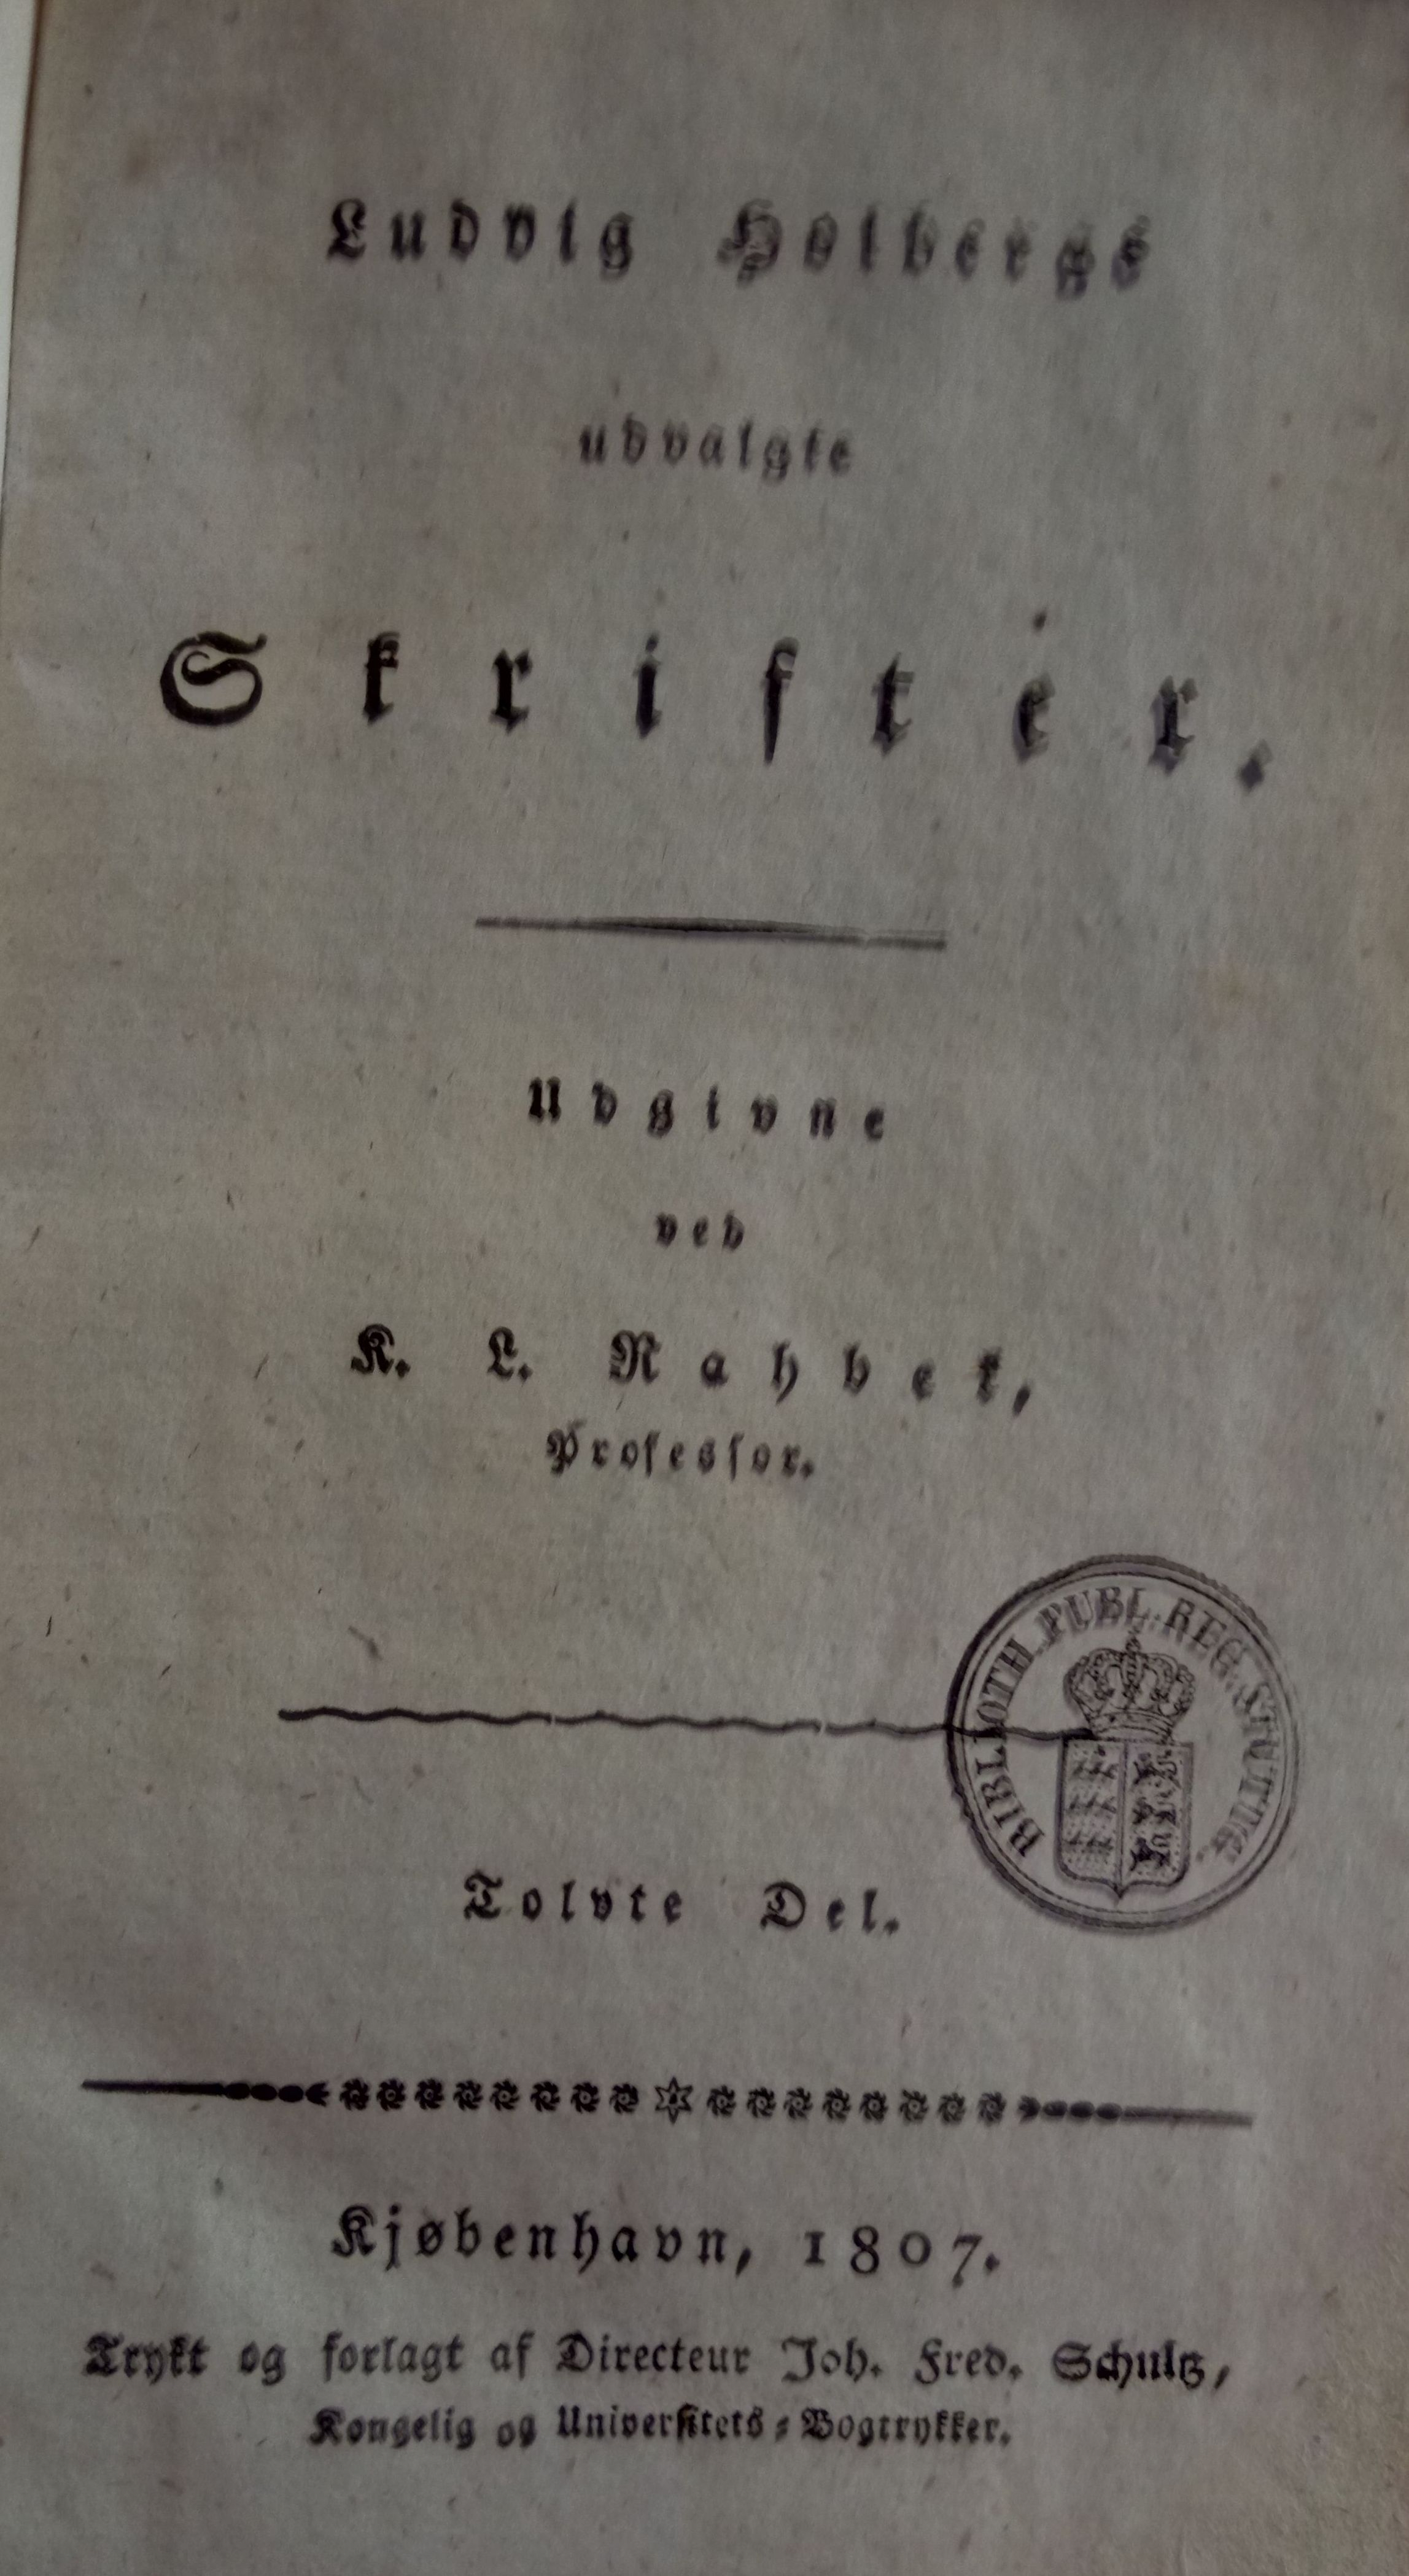 Ludvig Holbergs
udvalgte
Skrifter.
Udgivne
ved
K. L. Rahbek,
Professor.
BIBLIOTH. PUBL. REG. STUTTG.
Tolvte Del.
Kjøbenhavn, 1807.
Trykt og forlagt af Directeur Joh. Fred. Schultz,
Kongelig og Universitets-Bogtrykker.